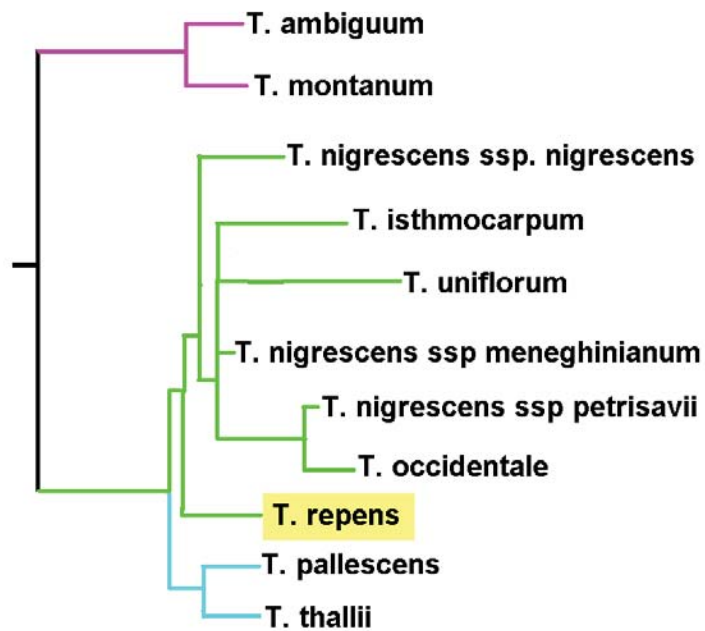 T. ambiguum
T. montanum
T. nigrescens ssp. nigrescens
T. isthmocarpum
T. uniflorum
T. nigrescens ssp meneghinianum
T. nigrescens ssp petrisavii
T. occidentale
T. repens
T. pallescens
T. thallii